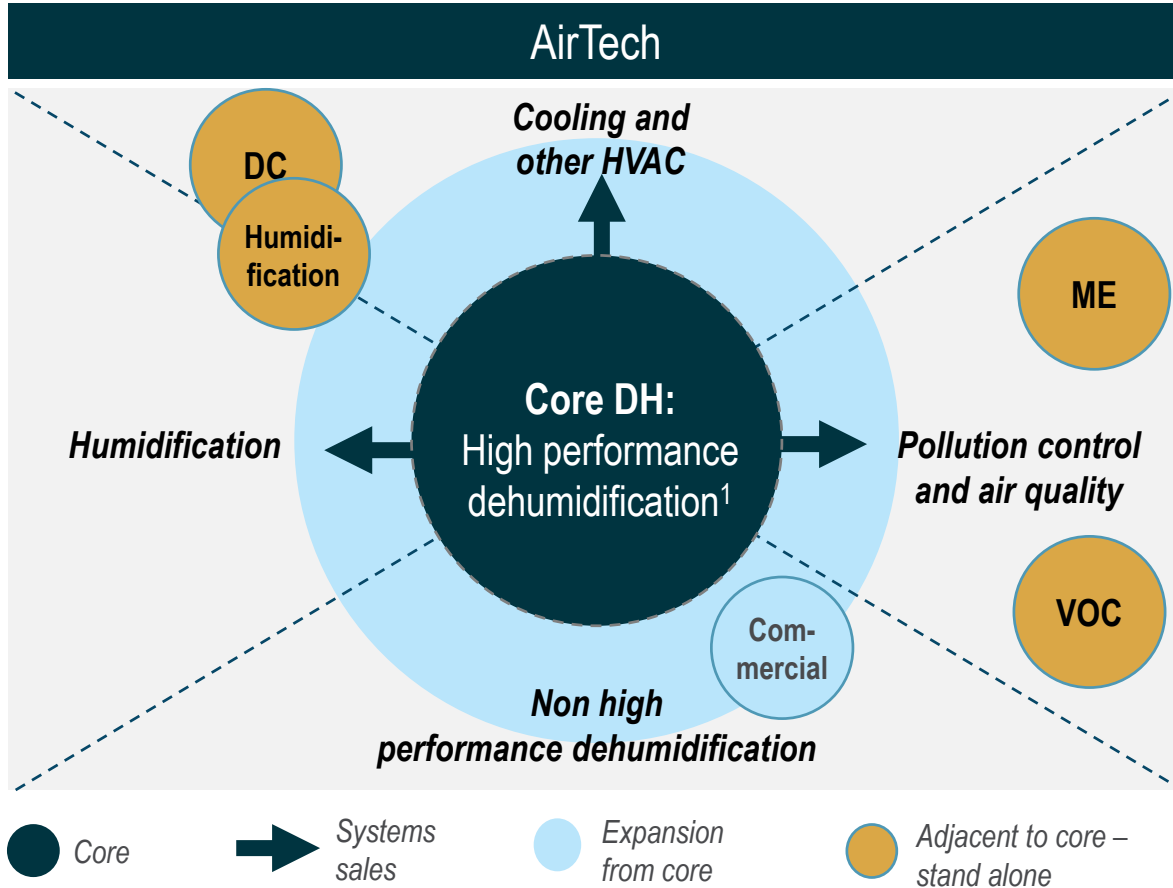 AirTech
Cooling and
other HVAC
DC
Humidi-
fication
ME
Core DH:
High performance
dehumidification¹
Humidification
Pollution control
and air quality
VOC
Com-
mercial
Non high
performance dehumidification
Core
Systems
sales
Expansion
from core
Adjacent to core –
stand alone